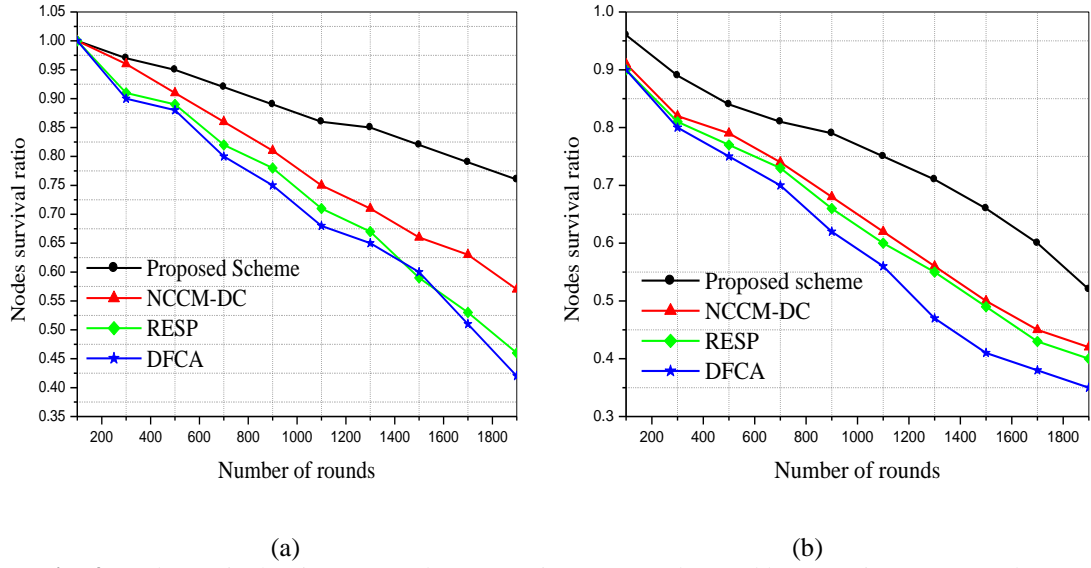 1.05
1.00
0.95
0.90
0.85
0.80
0.75
0.70
0.65
0.60
0.55
0.50
0.45
0.40
0.35
Nodes survival ratio
Proposed Scheme
NCCM-DC
RESP
DFCA
200 400 600 800 1000 1200 1400 1600 1800
Number of rounds
(a)
1.0
0.9
0.8
0.7
0.6
0.5
0.4
0.3
Nodes survival ratio
Proposed scheme
NCCM-DC
RESP
DFCA
200 400 600 800 1000 1200 1400 1600 1800
Number of rounds
(b)